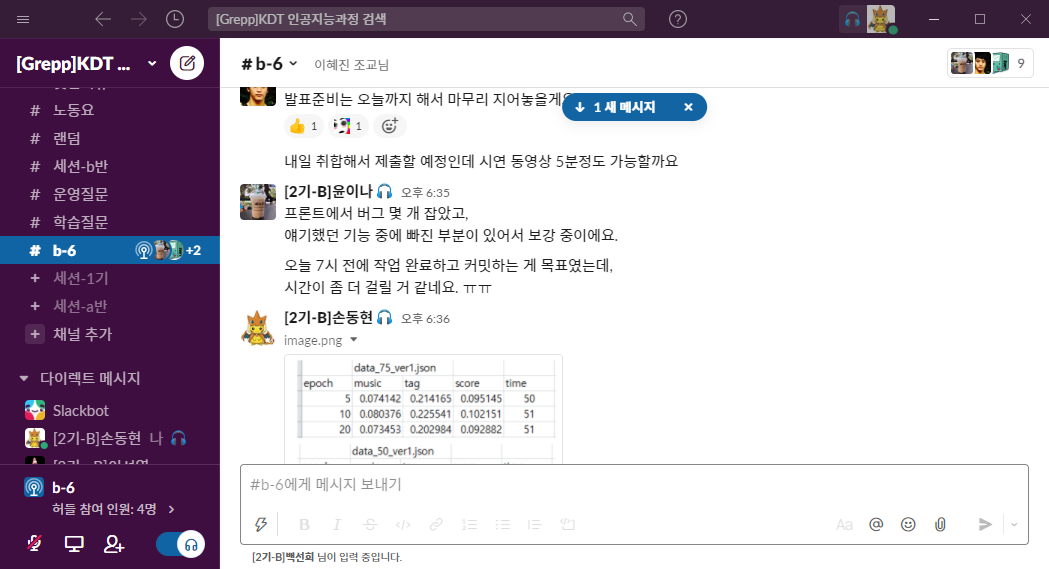 [Grepp]KDT 인공지능과정 검색
[Grepp]KDT ...
# 노동요
# 랜덤
# 세션-b반
# 운영질문
# 학습질문
# b-6 +2
+ 세션-1기
+ 세션-a반
+ 채널 추가
다이렉트 메시지
Slackbot
[2기-B]손동현 나
b-6
허들 참여 인원: 4명
# b-6 이혜진 조교님
9
발표준비는 오늘까지 해서 마무리 지어놓을게요
1 새 메시지
1 1
내일 취합해서 제출할 예정인데 시연 동영상 5분정도 가능할까요
[2기-B]윤이나 오후 6:35
프론트에서 버그 몇 개 잡았고,
얘기했던 기능 중에 빠진 부분이 있어서 보강 중이에요.
오늘 7시 전에 작업 완료하고 커밋하는 게 목표였는데,
시간이 좀 더 걸릴 거 같네요. ㅠㅠ
[2기-B]손동현 오후 6:36
image.png
data_75_ver1.json
epoch music tag score time
5 0.074142 0.214165 0.095145 50
10 0.080376 0.225541 0.102151 51
20 0.073453 0.202984 0.092882 51
data_50_ver1.json
#b-6에게 메시지 보내기
B I S </> Aa @
[2기-B]백선희 님이 입력 중입니다.